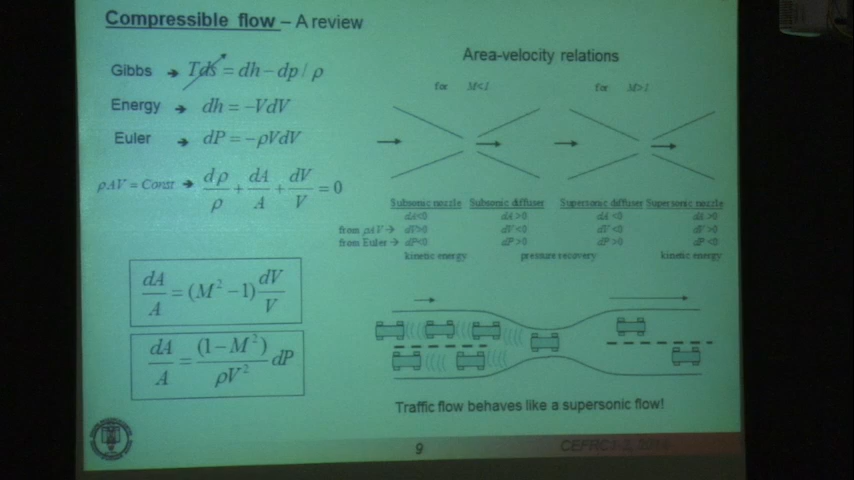 Compressible flow – A review
Gibbs → Tds = dh − dp / ρ
Energy → dh = −VdV
Euler → dP = −ρVdV
ρAV = Const → dρ/ρ + dA/A + dV/V = 0
dA/A = (M² −1) dV/V
dA/A = (1−M²)/ρV² dP
Area-velocity relations
for M<1 for M>1
Subsonic nozzle Subsonic diffuser Supersonic diffuser Supersonic nozzle
dA<0 dA >0 dA <0 dA >0
from ρAV → dV>0 dV <0 dV <0 dV >0
from Euler → dP<0 dP >0 dP >0 dP <0
kinetic energy pressure recovery kinetic energy
Traffic flow behaves like a supersonic flow!
9